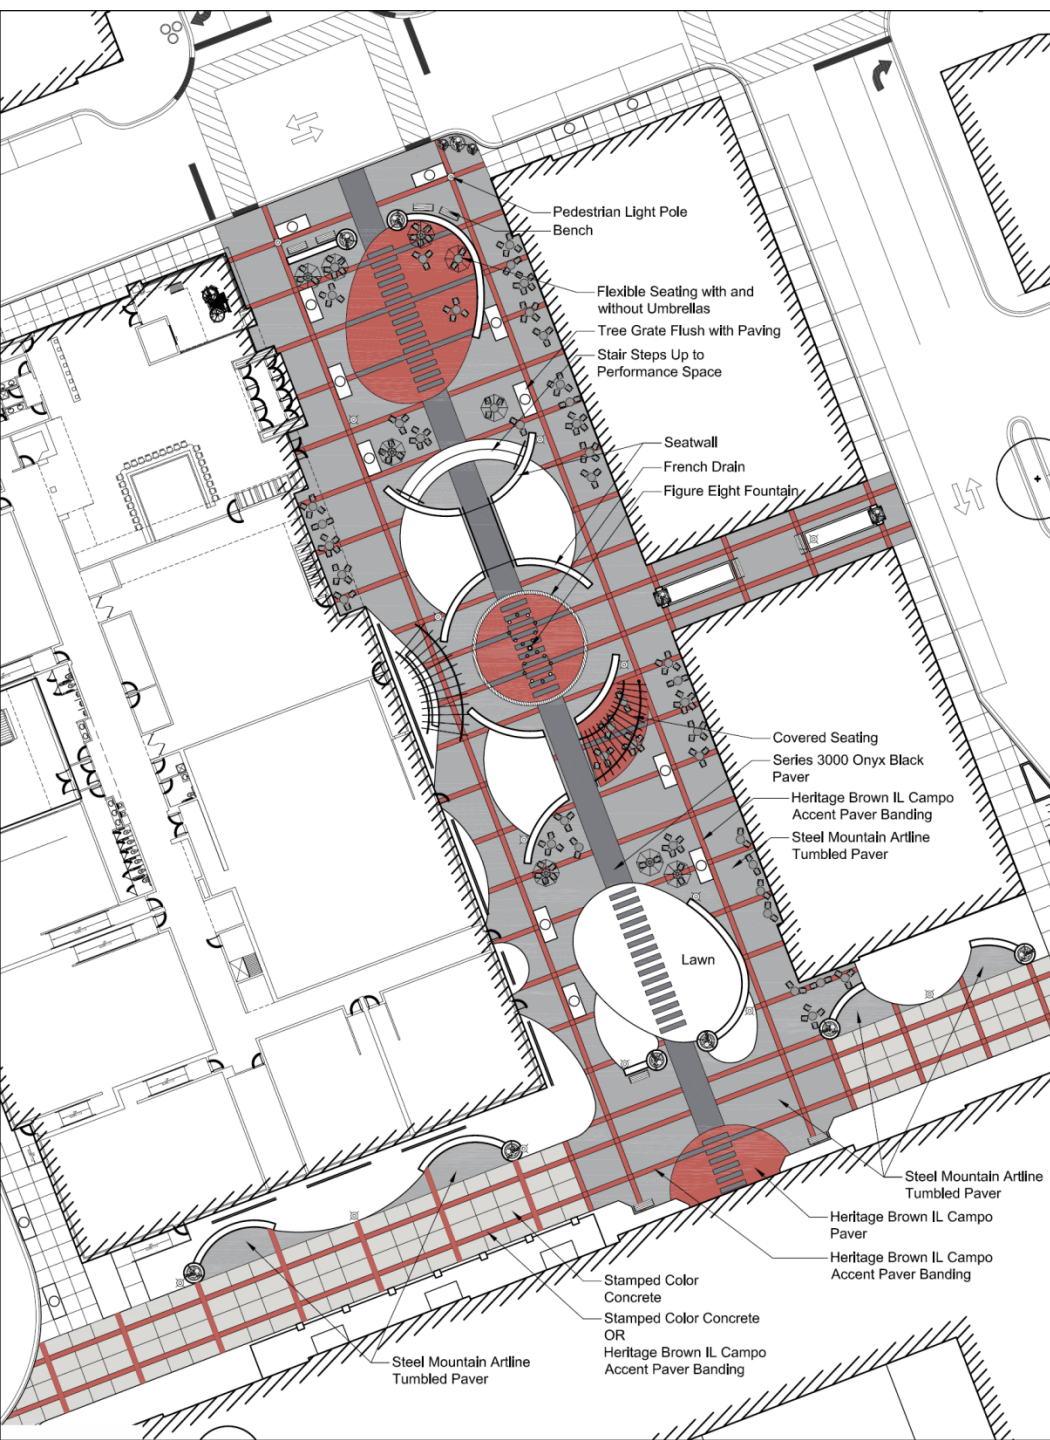 Pedestrian Light Pole
Bench
Flexible Seating with and
without Umbrellas
Tree Grate Flush with Paving
Stair Steps Up to
Performance Space
Seatwall
French Drain
Figure Eight Fountain
Covered Seating
Series 3000 Onyx Black
Paver
Heritage Brown IL Campo
Accent Paver Banding
Steel Mountain Artline
Tumbled Paver
Lawn
Steel Mountain Artline
Tumbled Paver
Heritage Brown IL Campo
Paver
Heritage Brown IL Campo
Accent Paver Banding
Stamped Color
Concrete
Stamped Color Concrete
OR
Heritage Brown IL Campo
Accent Paver Banding
Steel Mountain Artline
Tumbled Paver